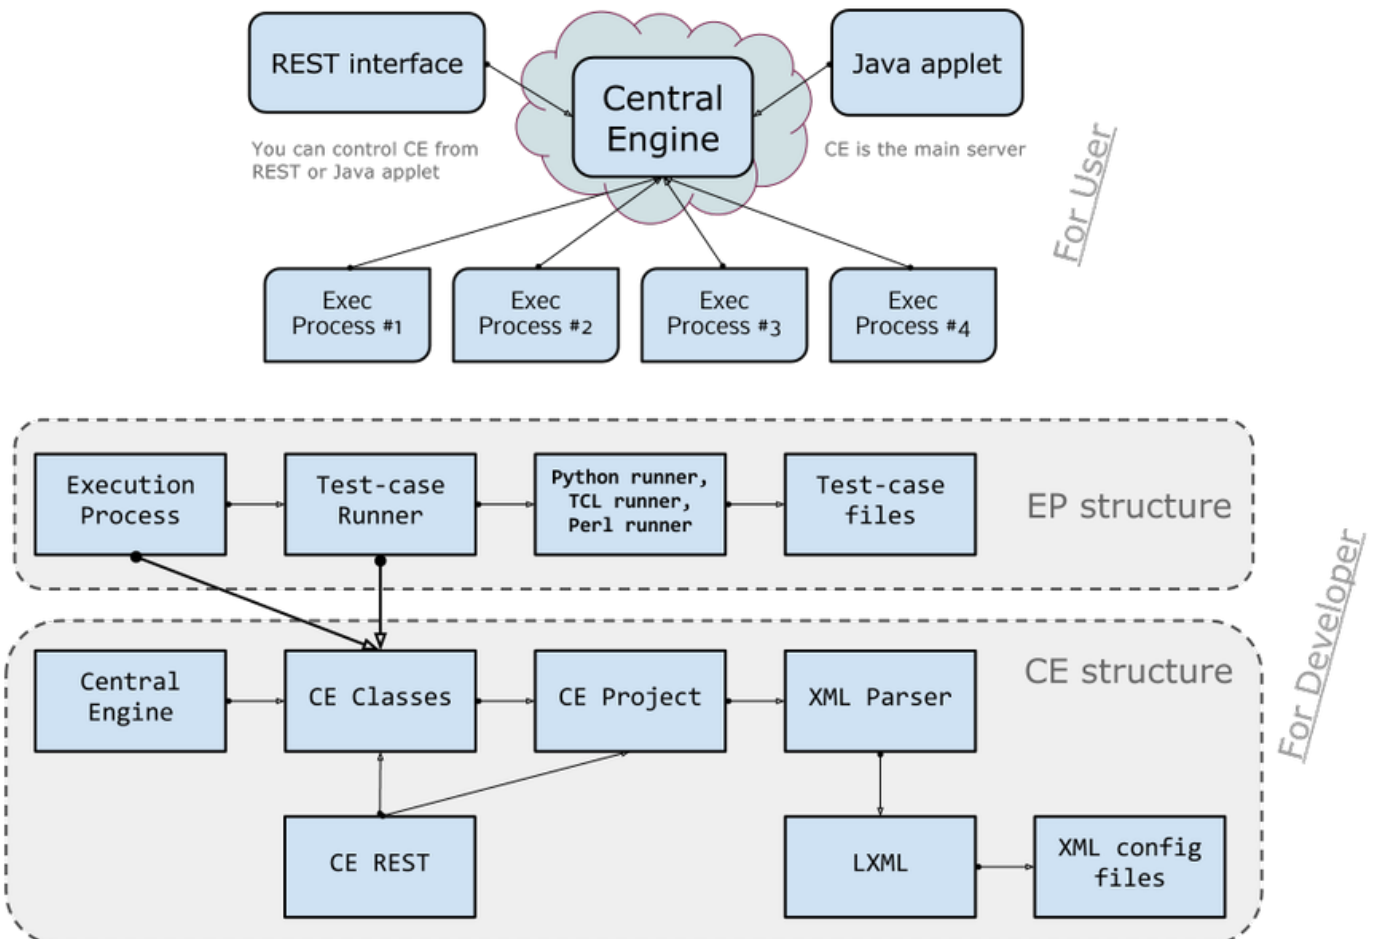 REST interface
Central
Engine
Java applet
You can control CE from
REST or Java applet
CE is the main server
For User
Exec
Process #1
Exec
Process #2
Exec
Process #3
Exec
Process #4
Execution
Process
Test-case
Runner
Python runner,
TCL runner,
Perl runner
Test-case
files
EP structure
For Developer
CE structure
Central
Engine
CE Classes
CE Project
XML Parser
CE REST
LXML
XML config
files